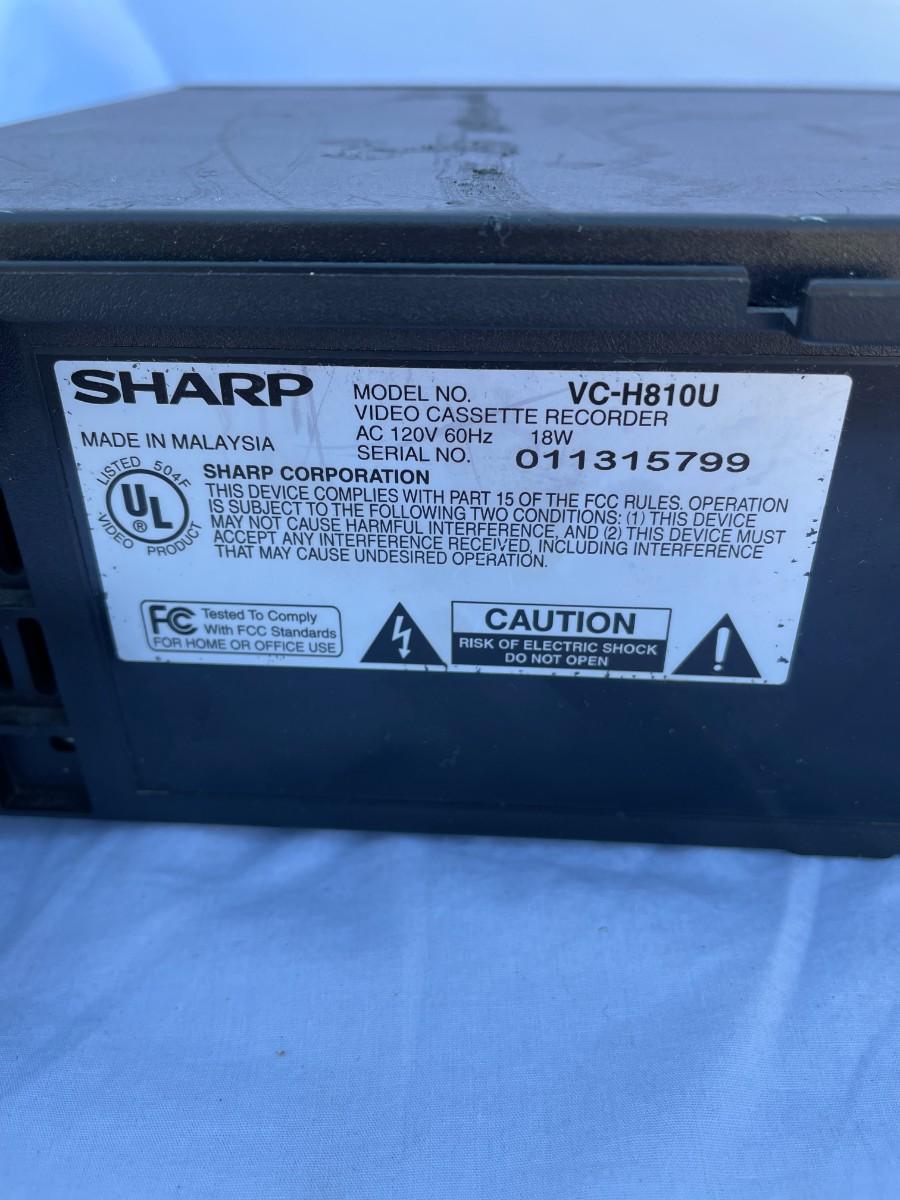 SHARP
MODEL NO. VC-H810U
VIDEO CASSETTE RECORDER
MADE IN MALAYSIA
AC 120V 60Hz 18W
SERIAL NO. 011315799
LISTED 504F
UL
®
-VIDEO PRODUCT
SHARP CORPORATION
THIS DEVICE COMPLIES WITH PART 15 OF THE FCC RULES. OPERATION
IS SUBJECT TO THE FOLLOWING TWO CONDITIONS: (1) THIS DEVICE
MAY NOT CAUSE HARMFUL INTERFERENCE, AND (2) THIS DEVICE MUST
ACCEPT ANY INTERFERENCE RECEIVED, INCLUDING INTERFERENCE
THAT MAY CAUSE UNDESIRED OPERATION.
FC Tested To Comply
With FCC Standards
FOR HOME OR OFFICE USE
CAUTION
RISK OF ELECTRIC SHOCK
DO NOT OPEN
!